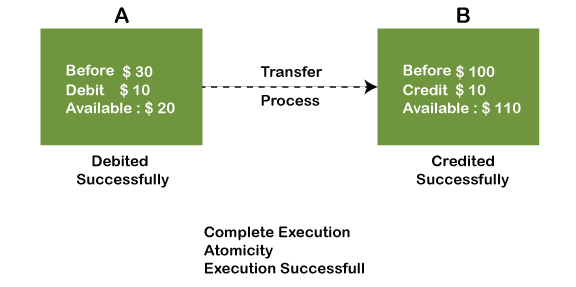 A
B
Before $ 30
Debit $ 10
Available : $ 20
Transfer
Process
Before $ 100
Credit $ 10
Available : $ 110
Debited
Successfully
Credited
Successfully
Complete Execution
Atomicity
Execution Successfull